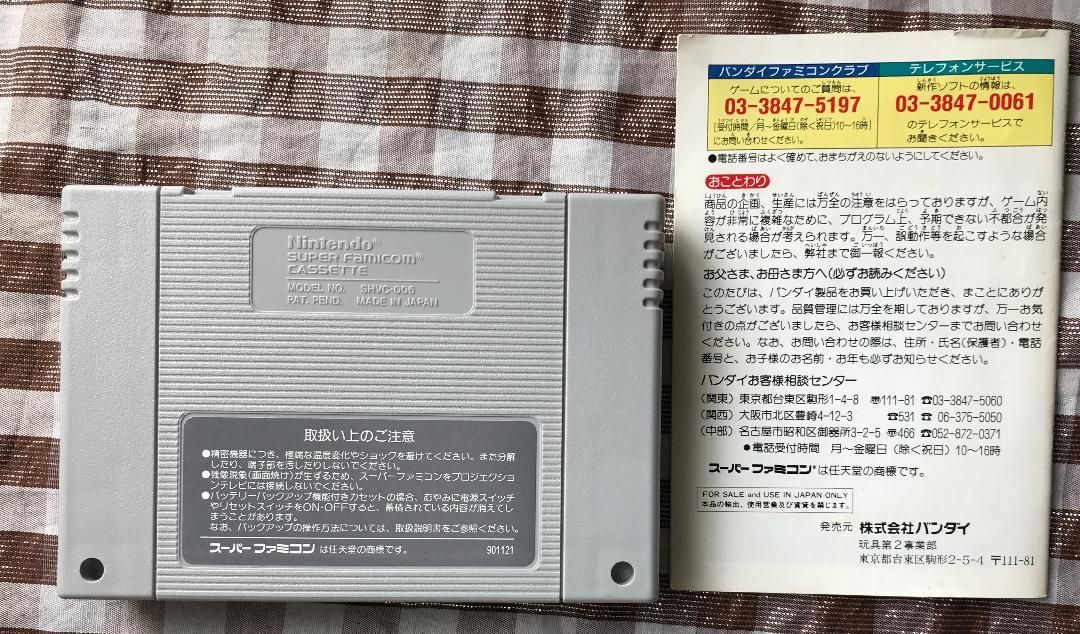 Nintendo®
SUPER FAMICOM®
CASSETTE
MODEL NO. SHVC-006
PAT. PEND. MADE IN JAPAN
取扱い上のご注意
●精密機器につき、極端な温度変化やショックを避けてください。また分解
したり、端子部を汚したりしないでください。
●残像現象(画面焼け)が生ずるため、スーパーファミコンをプロジェクショ
ンテレビには接続しないでください。
●バッテリーバックアップ機能付きカセットの場合、むやみに電源スイッチ
やリセットスイッチをON・OFFすると、蓄積されている内容が消えてし
まうことがあります。
なお、バックアップの操作方法については、取扱説明書をご参照ください。
スーパーファミコンは任天堂の商標です。 901121
バンダイファミコンクラブ
ゲームについてのご質問は、
03-3847-5197
[受付時間/月〜金曜日(除く祝日)10〜16時]
にお問い合わせください。
テレフォンサービス
新作ソフトの情報は、
03-3847-0061
のテレフォンサービスで
お聞きください。
●電話番号はよく確めて、おまちがえのないようにしてください。
おことわり
商品の企画、生産には万全の注意をはらっておりますが、ゲーム内
容が非常に複雑なために、プログラム上、予期できない不都合が発
見される場合が考えられます。万一、誤動作等を起こすような場合
がございましたら、弊社まで御一報ください。
お父さま、お母さま方へ(必ずお読みください)
このたびは、バンダイ製品をお買い上げいただき、まことにありが
とうございます。品質管理には万全を期しておりますが、万一お気
付きの点がございましたら、お客様相談センターまでお問い合わせ
ください。なお、お問い合わせの際は、住所・氏名(保護者)・電話
番号と、お子様のお名前・お年も必ずお知らせください。
バンダイお客様相談センター
(関東) 東京都台東区駒形1-4-8 〠111-81 ☎03-3847-5060
(関西) 大阪市北区豊崎4-12-3 〠531 ☎06-375-5050
(中部) 名古屋市昭和区御器所3-2-5 〠466 ☎052-872-0371
●電話受付時間 月〜金曜日(除く祝日)10〜16時
スーパーファミコン®は任天堂の商標です。
FOR SALE and USE IN JAPAN ONLY
本品の輸出、使用営業及び賃貸を禁じます。
発売元 株式会社バンダイ
玩具第2事業部
東京都台東区駒形2-5-4 〒111-81